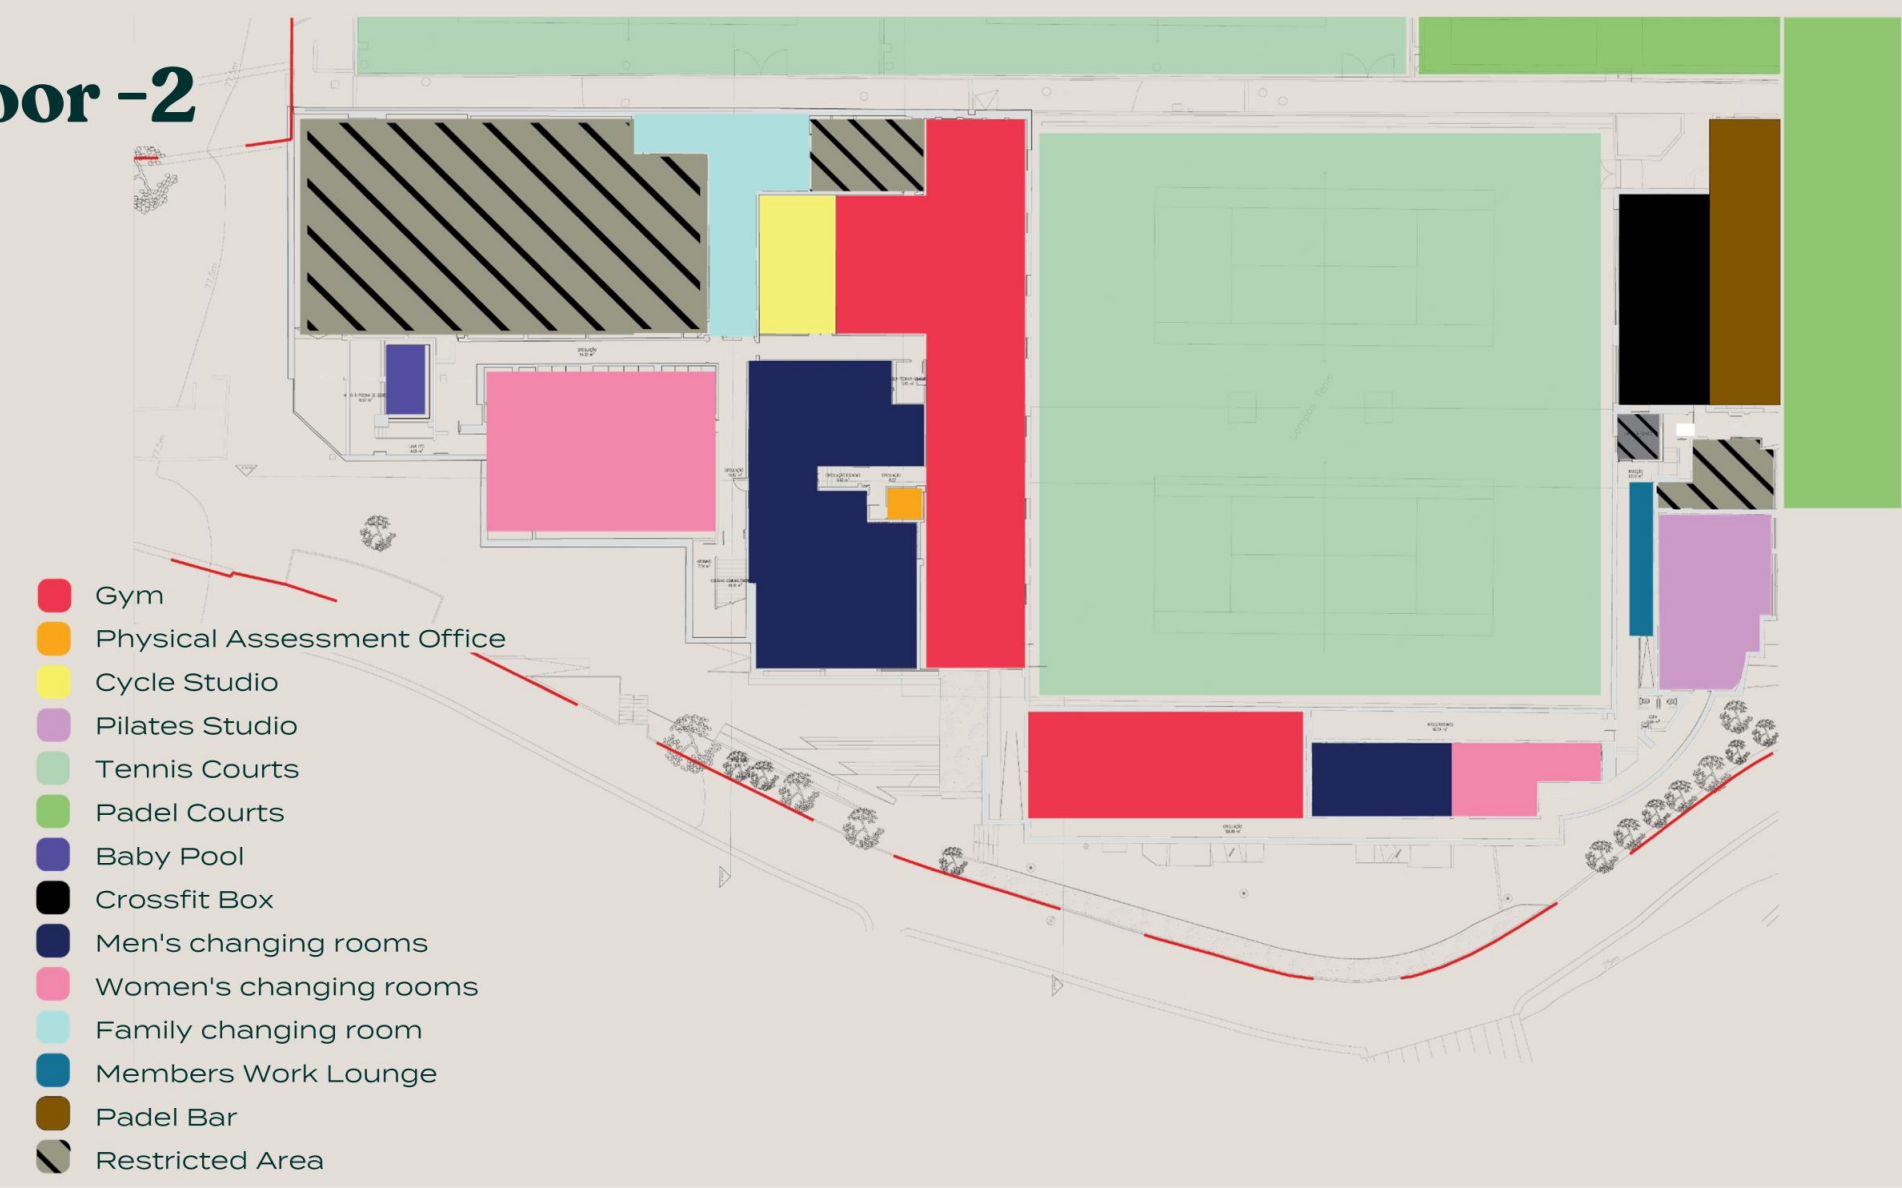 oor -2
Gym
Physical Assessment Office
Cycle Studio
Pilates Studio
Tennis Courts
Padel Courts
Baby Pool
Crossfit Box
Men's changing rooms
Women's changing rooms
Family changing room
Members Work Lounge
Padel Bar
Restricted Area